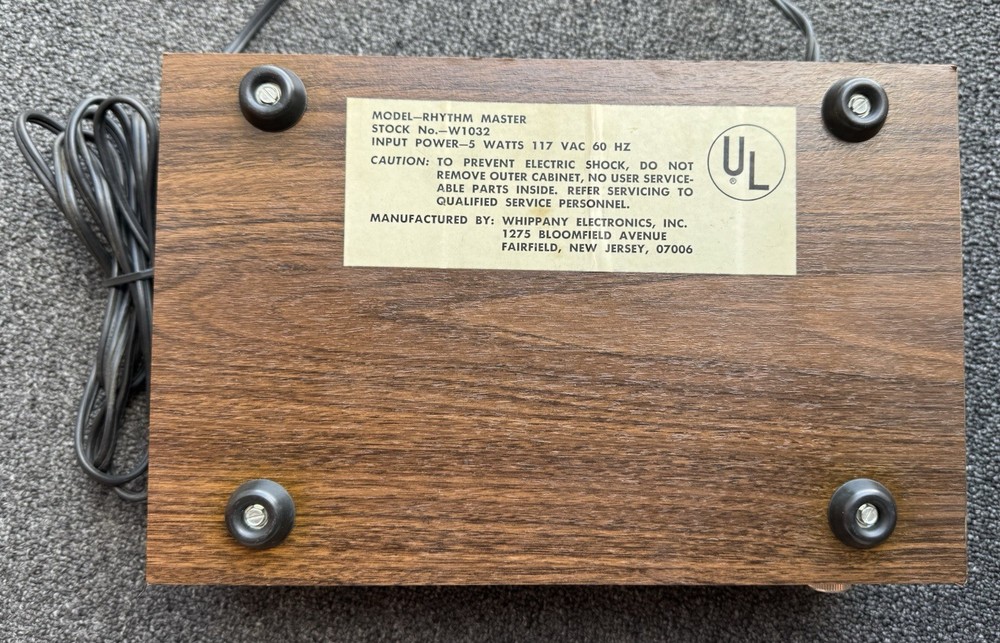 MODEL—RHYTHM MASTER
STOCK No.—W1032
INPUT POWER—5 WATTS 117 VAC 60 HZ
CAUTION: TO PREVENT ELECTRIC SHOCK, DO NOT
REMOVE OUTER CABINET, NO USER SERVICE-
ABLE PARTS INSIDE. REFER SERVICING TO
QUALIFIED SERVICE PERSONNEL.
MANUFACTURED BY: WHIPPANY ELECTRONICS, INC.
1275 BLOOMFIELD AVENUE
FAIRFIELD, NEW JERSEY, 07006
UL®